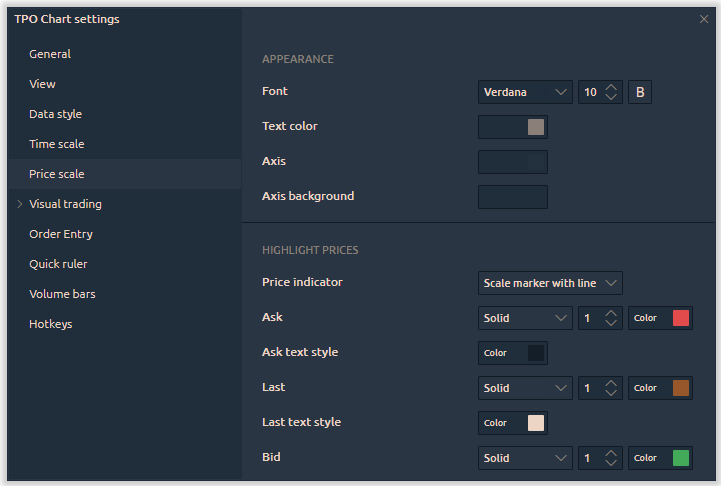 TPO Chart settings
General
View
Data style
Time scale
Price scale
Visual trading
Order Entry
Quick ruler
Volume bars
Hotkeys
APPEARANCE
Font Verdana 10 B
Text color
Axis
Axis background
HIGHLIGHT PRICES
Price indicator Scale marker with line
Ask Solid 1 Color
Ask text style Color
Last Solid 1 Color
Last text style Color
Bid Solid 1 Color